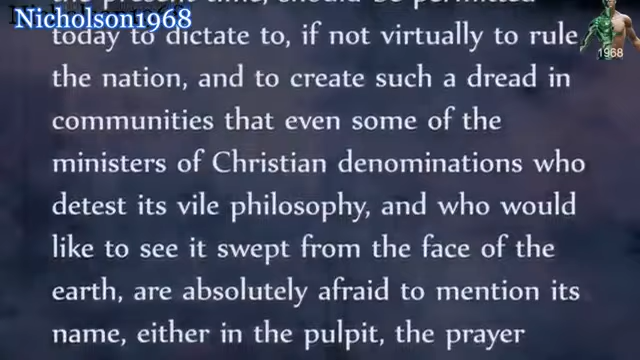 Nicholson1968
the present time, should be permitted
today to dictate to, if not virtually to rule
1968
the nation, and to create such a dread in
communities that even some of the
ministers of Christian denominations who
detest its vile philosophy, and who would
like to see it swept from the face of the
earth, are absolutely afraid to mention its
name, either in the pulpit, the prayer